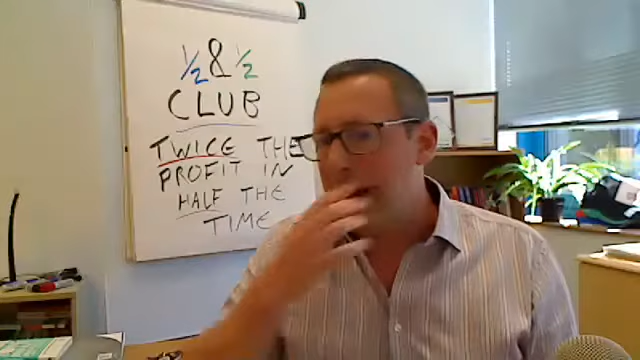 1/2 & 1/2
CLUB
TWICE THE
PROFIT IN
HALF THE
TIME